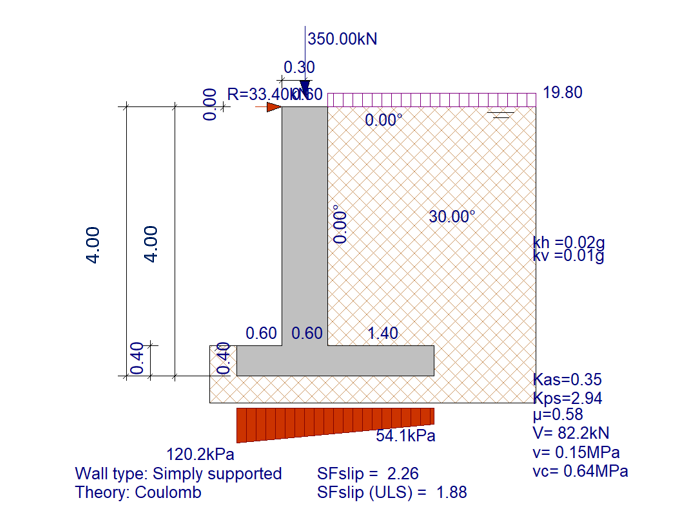 350.00kN
0.30
R=33.40kN
0.60
19.80
0.00
0.00°
30.00°
0.00°
4.00
4.00
kh =0.02g
kv =0.01g
0.60
0.60
1.40
0.40
0.40
Kas=0.35
Kps=2.94
µ=0.58
V= 82.2kN
v= 0.15MPa
vc= 0.64MPa
54.1kPa
120.2kPa
Wall type: Simply supported
SFslip = 2.26
Theory: Coulomb
SFslip (ULS) = 1.88